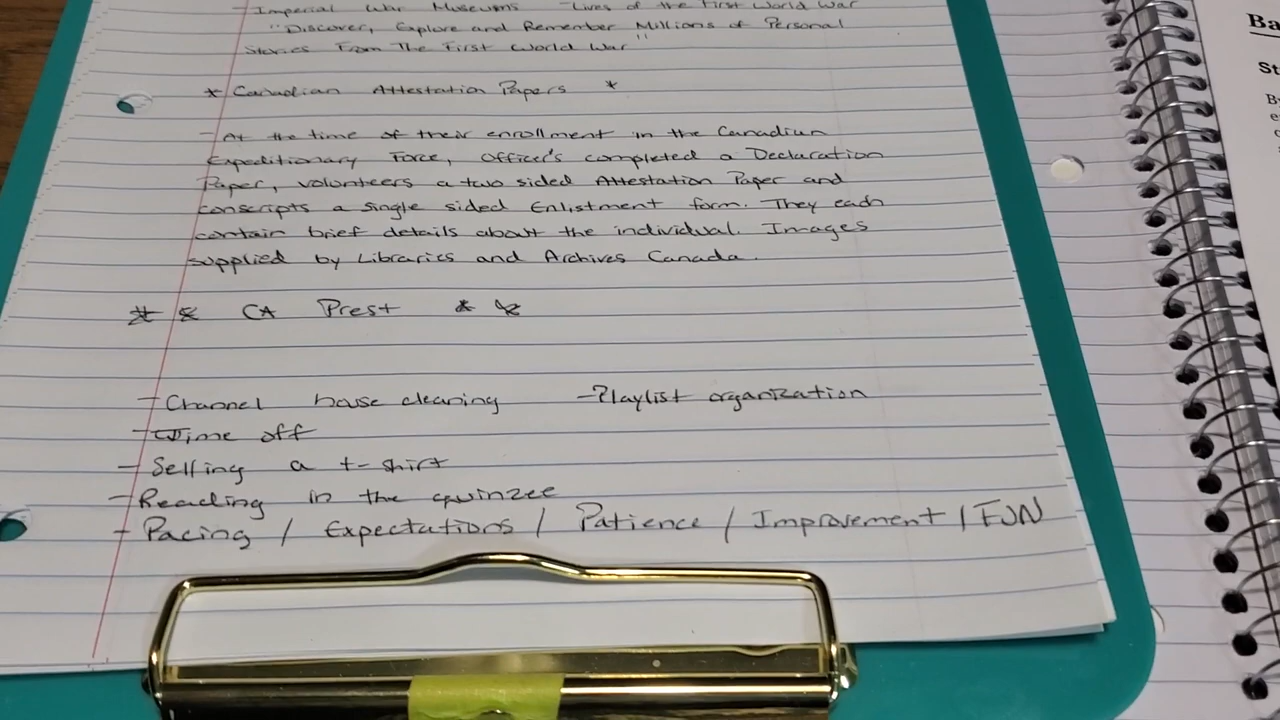 - Imperial War Museums - Lives of the First World War
"Discover, Explore and Remember Millions of Personal
Stories From The First World War"
* Canadian Attestation Papers *
- At the time of their enrollment in the Canadian
Expeditionary Force, Officer's completed a Declaration
Paper, volunteers a two sided Attestation Paper and
conscripts a single sided Enlistment form. They each
contain brief details about the individual. Images
supplied by Libraries and Archives Canada.
* * CA Prest * *
- Channel house cleaning - Playlist organization
- Time off
- Selling a t-shirt
- Reading in the quinzee
- Pacing / Expectations / Patience / Improvement / FUN
Ba
St
B
e